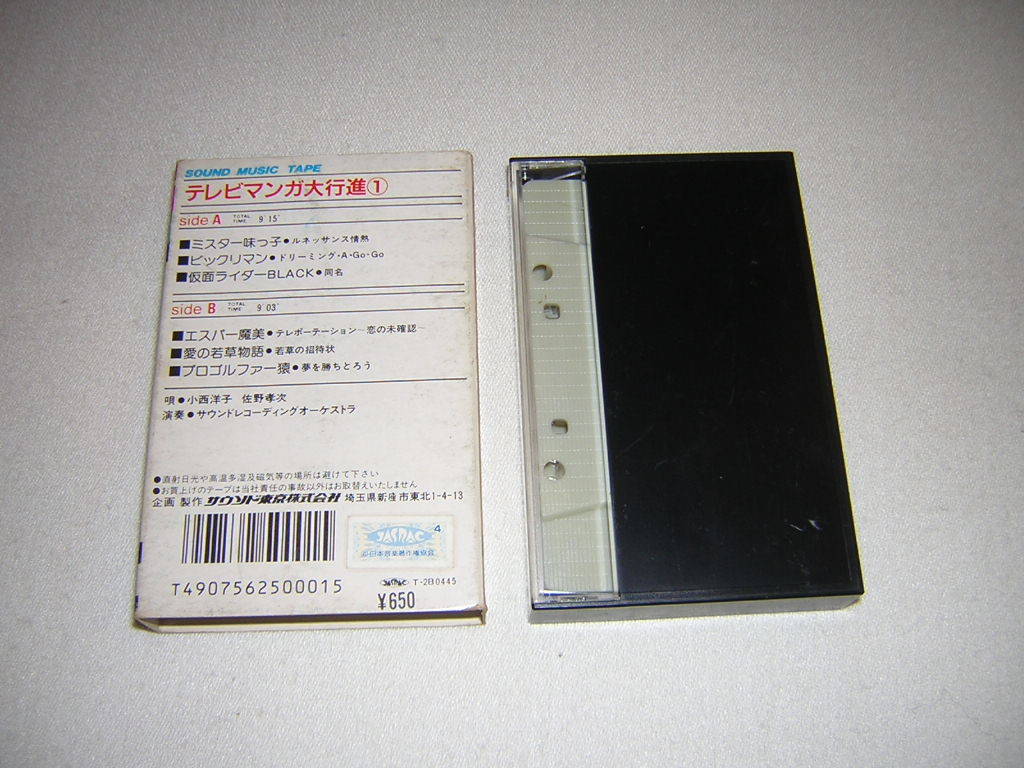 SOUND MUSIC TAPE
テレビマンガ大行進①
side A TOTAL TIME 9′15″
■ミスター味っ子●ルネッサンス情熱
■ビックリマン●ドリーミング・A・Go・Go
■仮面ライダーBLACK●同名
side B TOTAL TIME 9′03″
■エスパー魔美●テレポーテーション−恋の未確認−
■愛の若草物語●若草の招待状
■プロゴルファー猿●夢を勝ちとろう
唄●小西洋子 佐野孝次
演奏●サウンドレコーディングオーケストラ
●直射日光や高温多湿及磁気等の場所は避けて下さい
●お買上げのテープは当社責任の事故以外はお取替えいたしません
企画 製作 サウンド東京株式会社 埼玉県新座市東北1-4-13
JASRAC 4
日本音楽著作権協会
T4907562500015
JASRAC T-2B0445
¥650